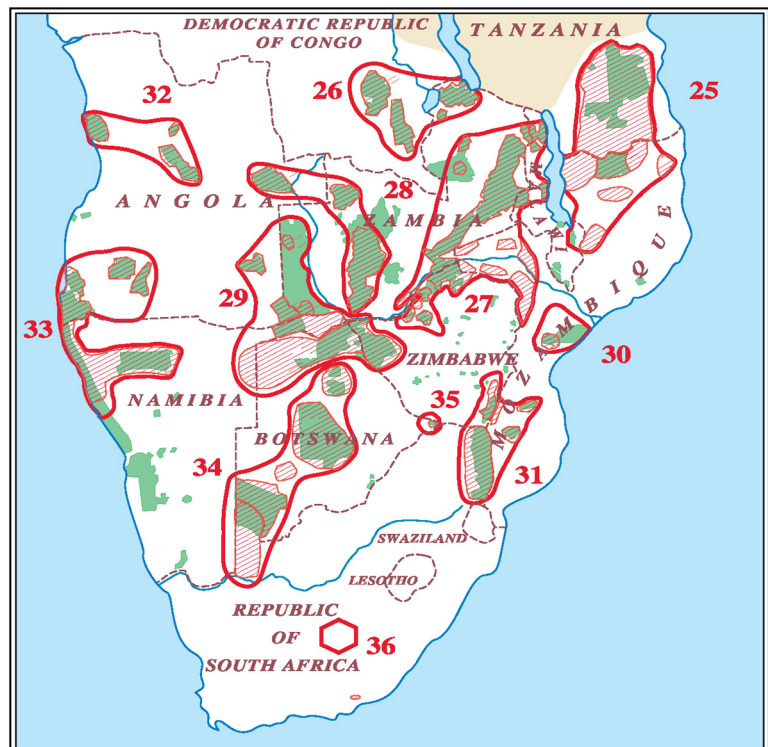 DEMOCRATIC REPUBLIC
OF CONGO
TANZANIA
32
26
25
ANGOLA
28
ZAMBIA
MALAWI
MOZAMBIQUE
29
27
33
ZIMBABWE
30
NAMIBIA
35
BOTSWANA
34
31
SWAZILAND
LESOTHO
REPUBLIC
OF
SOUTH AFRICA
36